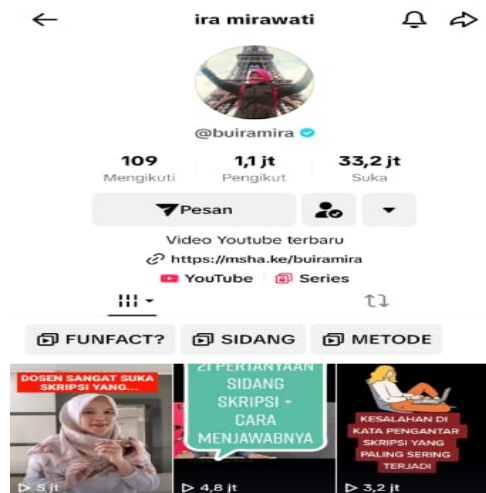 ira mirawati
@buiramira
109 1,1 jt 33,2 jt
Mengikuti Pengikut Suka
Pesan
Video Youtube terbaru
https://msha.ke/buiramira
YouTube Series
FUNFACT? SIDANG METODE
DOSEN SANGAT SUKA
SKRIPSI YANG...
5 jt
21 PERTANYAAN
SIDANG
SKRIPSI +
CARA
MENJAWABNYA
4,8 jt
KESALAHAN DI
KATA PENGANTAR
SKRIPSI YANG
PALING SERING
TERJADI
3,2 jt